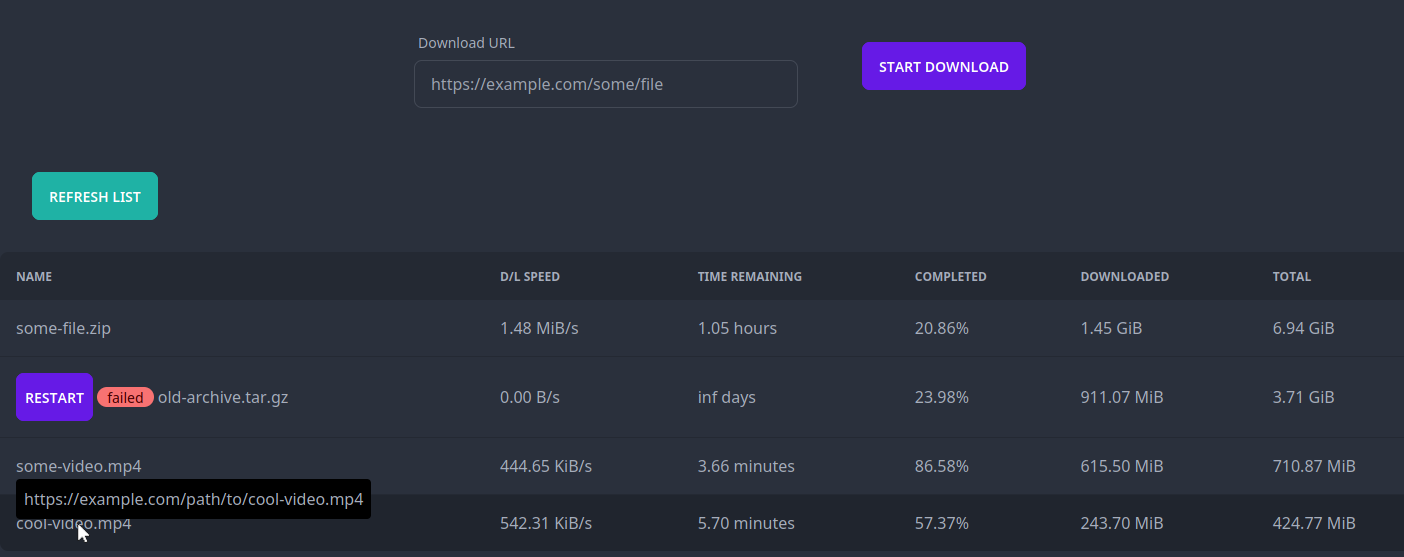 Download URL
https://example.com/some/file
START DOWNLOAD
REFRESH LIST
NAME D/L SPEED TIME REMAINING COMPLETED DOWNLOADED TOTAL
some-file.zip 1.48 MiB/s 1.05 hours 20.86% 1.45 GiB 6.94 GiB
RESTART failed old-archive.tar.gz 0.00 B/s inf days 23.98% 911.07 MiB 3.71 GiB
some-video.mp4 444.65 KiB/s 3.66 minutes 86.58% 615.50 MiB 710.87 MiB
https://example.com/path/to/cool-video.mp4
cool-video.mp4 542.31 KiB/s 5.70 minutes 57.37% 243.70 MiB 424.77 MiB